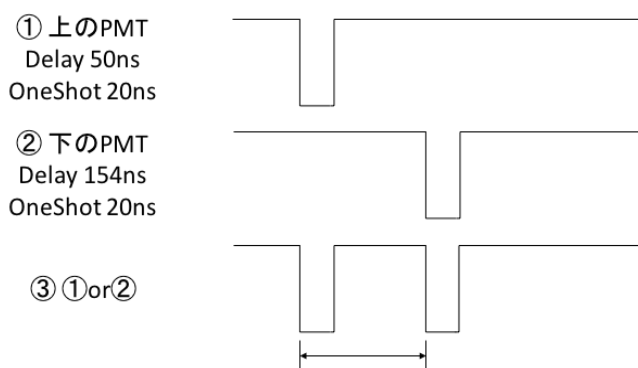 ① 上のPMT
Delay 50ns
OneShot 20ns
② 下のPMT
Delay 154ns
OneShot 20ns
③ ①or②